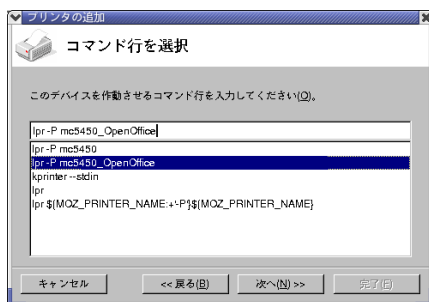 プリンタの追加
コマンド行を選択
このデバイスを作動させるコマンド行を入力してください(O)。
lpr -P mc5450_OpenOffice
lpr -P mc5450
lpr -P mc5450_OpenOffice
kprinter --stdin
lpr
lpr ${MOZ_PRINTER_NAME:+'-P'}${MOZ_PRINTER_NAME}
キャンセル
<< 戻る(B)
次へ(N) >>
完了(F)